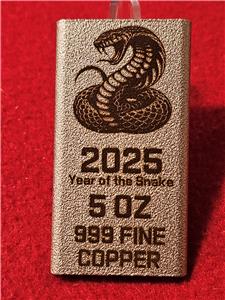 2025
Year of the Snake
5 OZ
999 FINE
COPPER